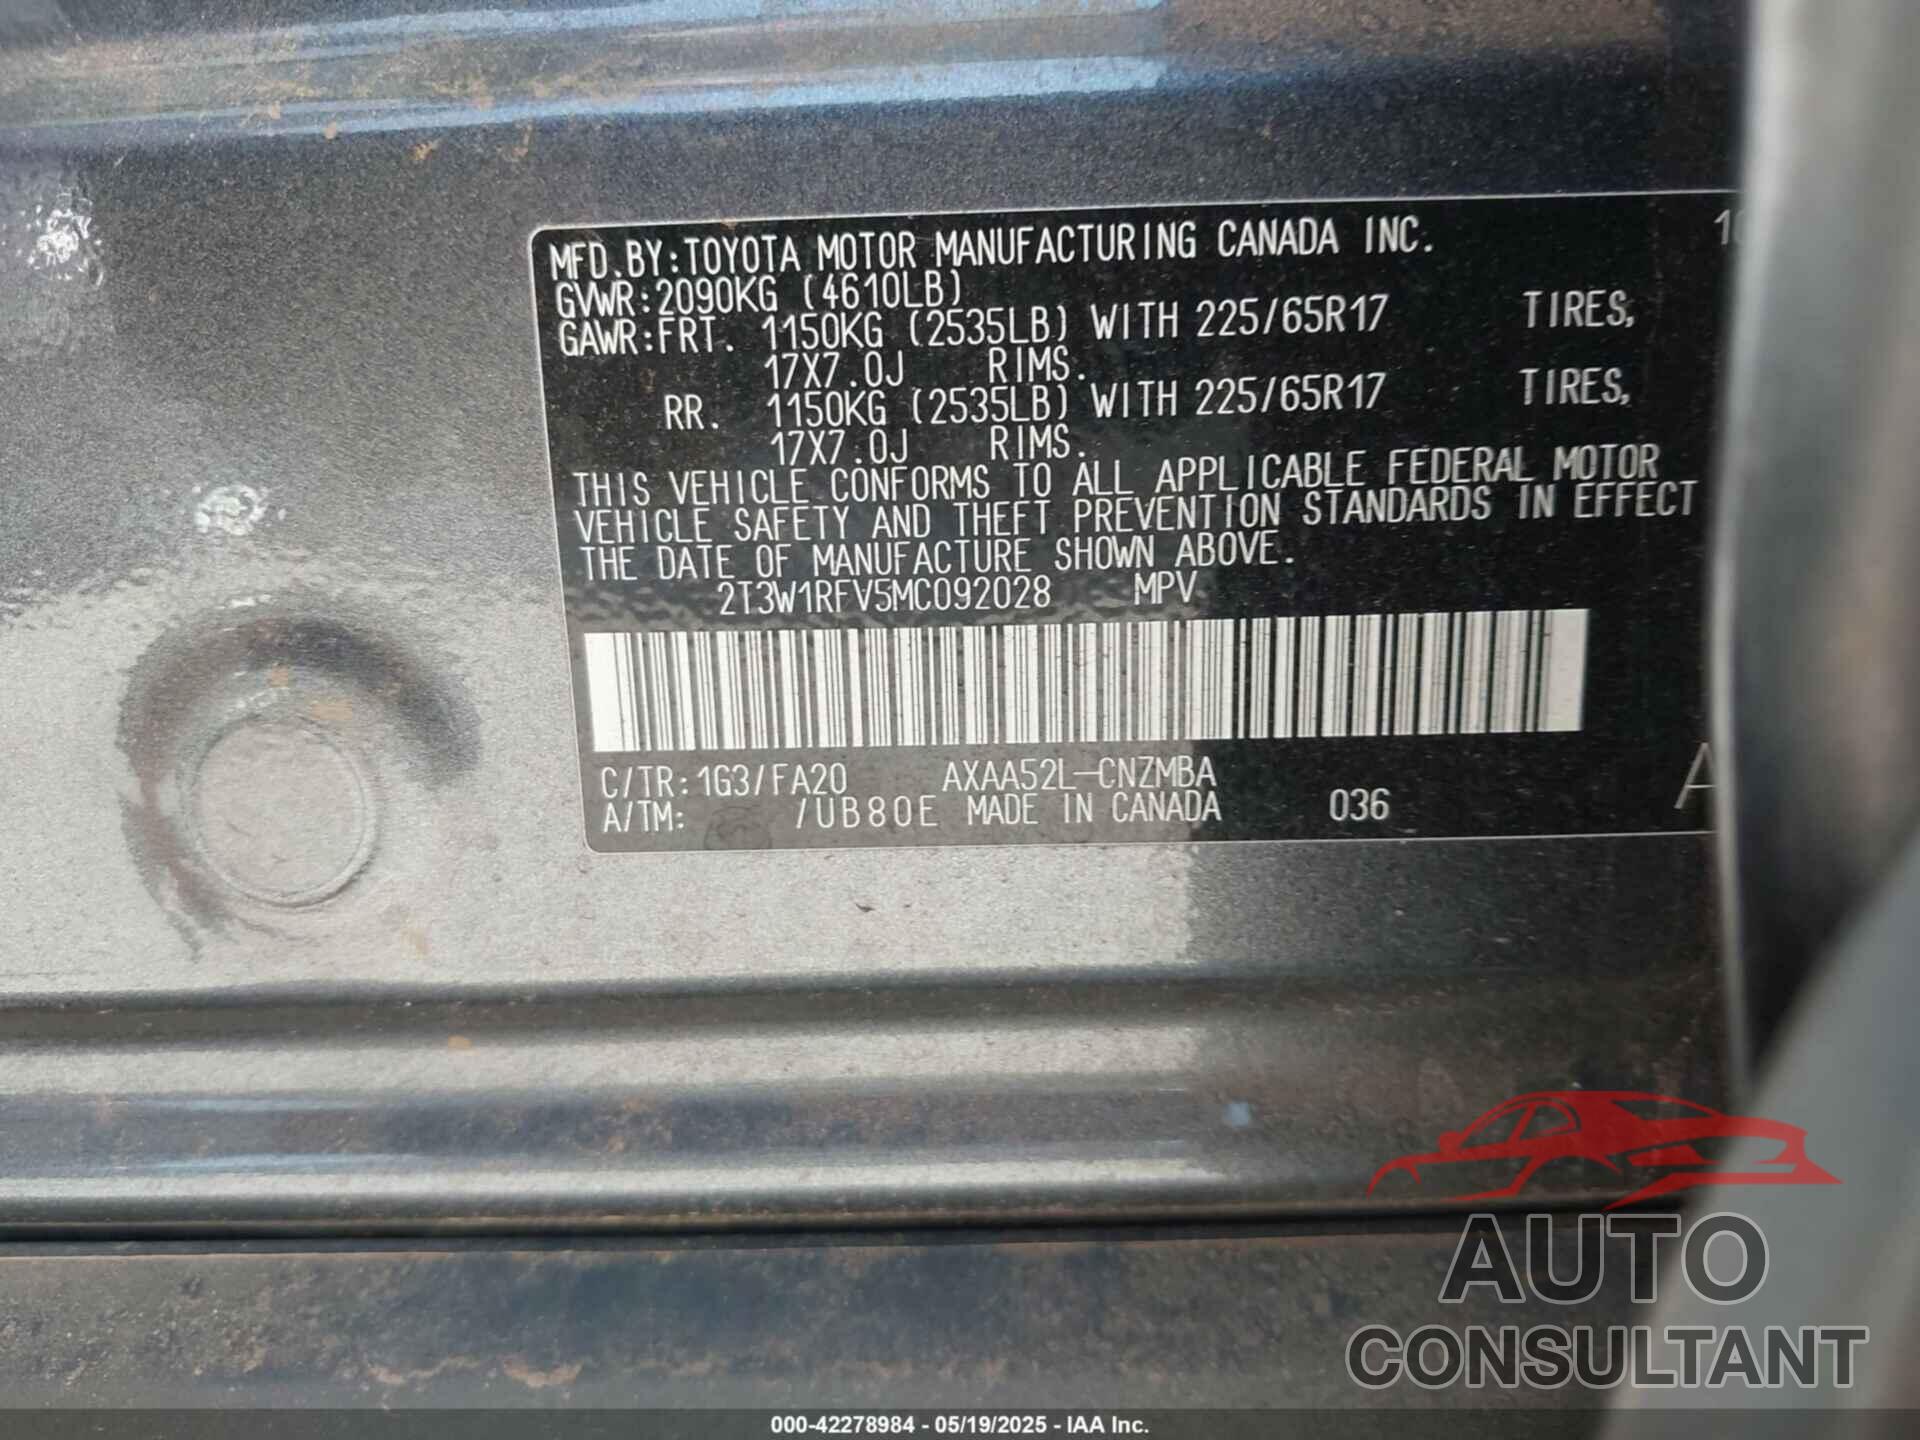 MFD.BY:TOYOTA MOTOR MANUFACTURING CANADA INC.
GVWR:2090KG (4610LB)
GAWR:FRT. 1150KG (2535LB) WITH 225/65R17 TIRES,
17X7.0J RIMS.
RR. 1150KG (2535LB) WITH 225/65R17 TIRES,
17X7.0J RIMS.
THIS VEHICLE CONFORMS TO ALL APPLICABLE FEDERAL MOTOR
VEHICLE SAFETY AND THEFT PREVENTION STANDARDS IN EFFECT
THE DATE OF MANUFACTURE SHOWN ABOVE.
2T3W1RFV5MC092028 MPV
C/TR:1G3/FA20 AXAA52L-CNZMBA
A/TM: /UB80E MADE IN CANADA 036
AUTO
CONSULTANT
000-42278984 - 05/19/2025 - IAA Inc.